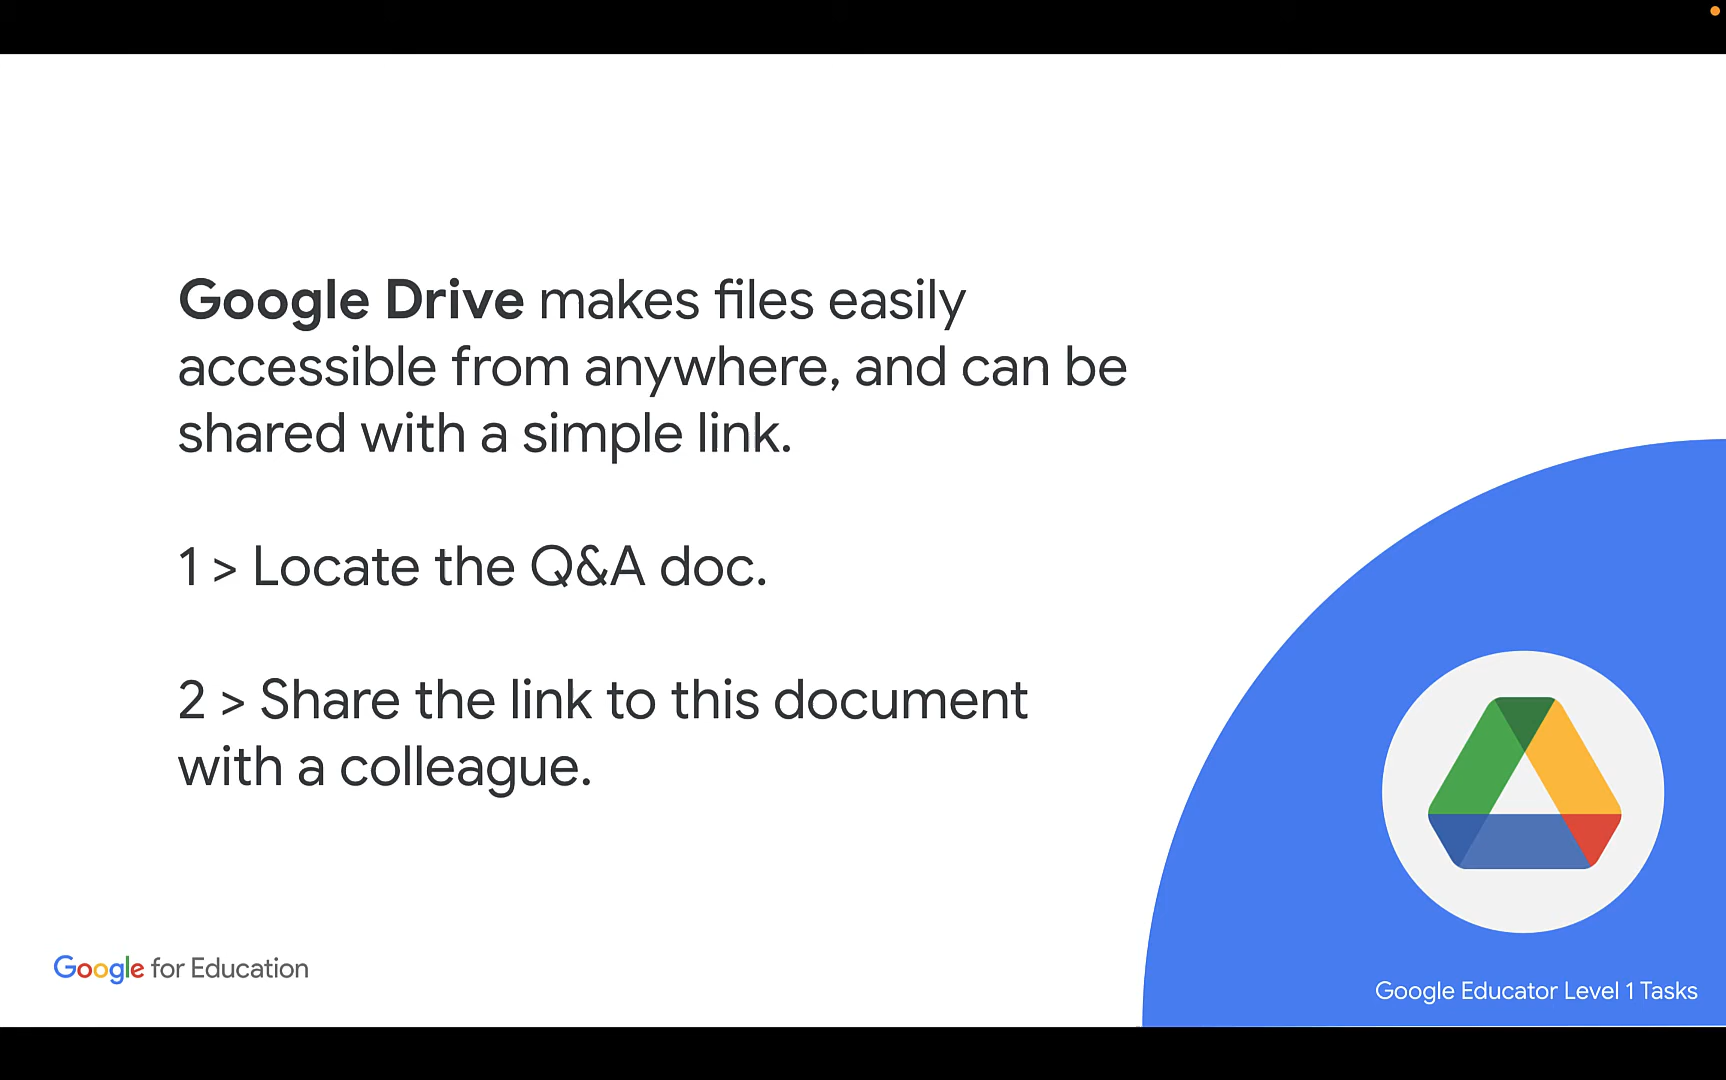 Google Drive makes files easily
accessible from anywhere, and can be
shared with a simple link.
1 > Locate the Q&A doc.
2 > Share the link to this document
with a colleague.
Google for Education
Google Educator Level 1 Tasks